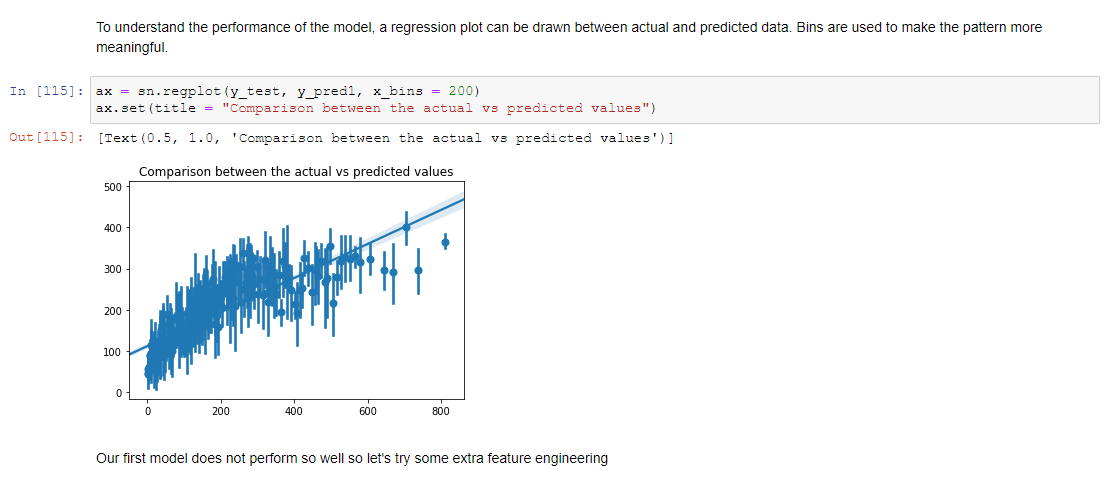 To understand the performance of the model, a regression plot can be drawn between actual and predicted data. Bins are used to make the pattern more
meaningful.
In [115]: ax = sn.regplot(y_test, y_pred1, x_bins = 200)
ax.set(title = "Comparison between the actual vs predicted values")
Out[115]: [Text(0.5, 1.0, 'Comparison between the actual vs predicted values')]
Comparison between the actual vs predicted values
500
400
300
200
100
0
0 200 400 600 800
Our first model does not perform so well so let's try some extra feature engineering